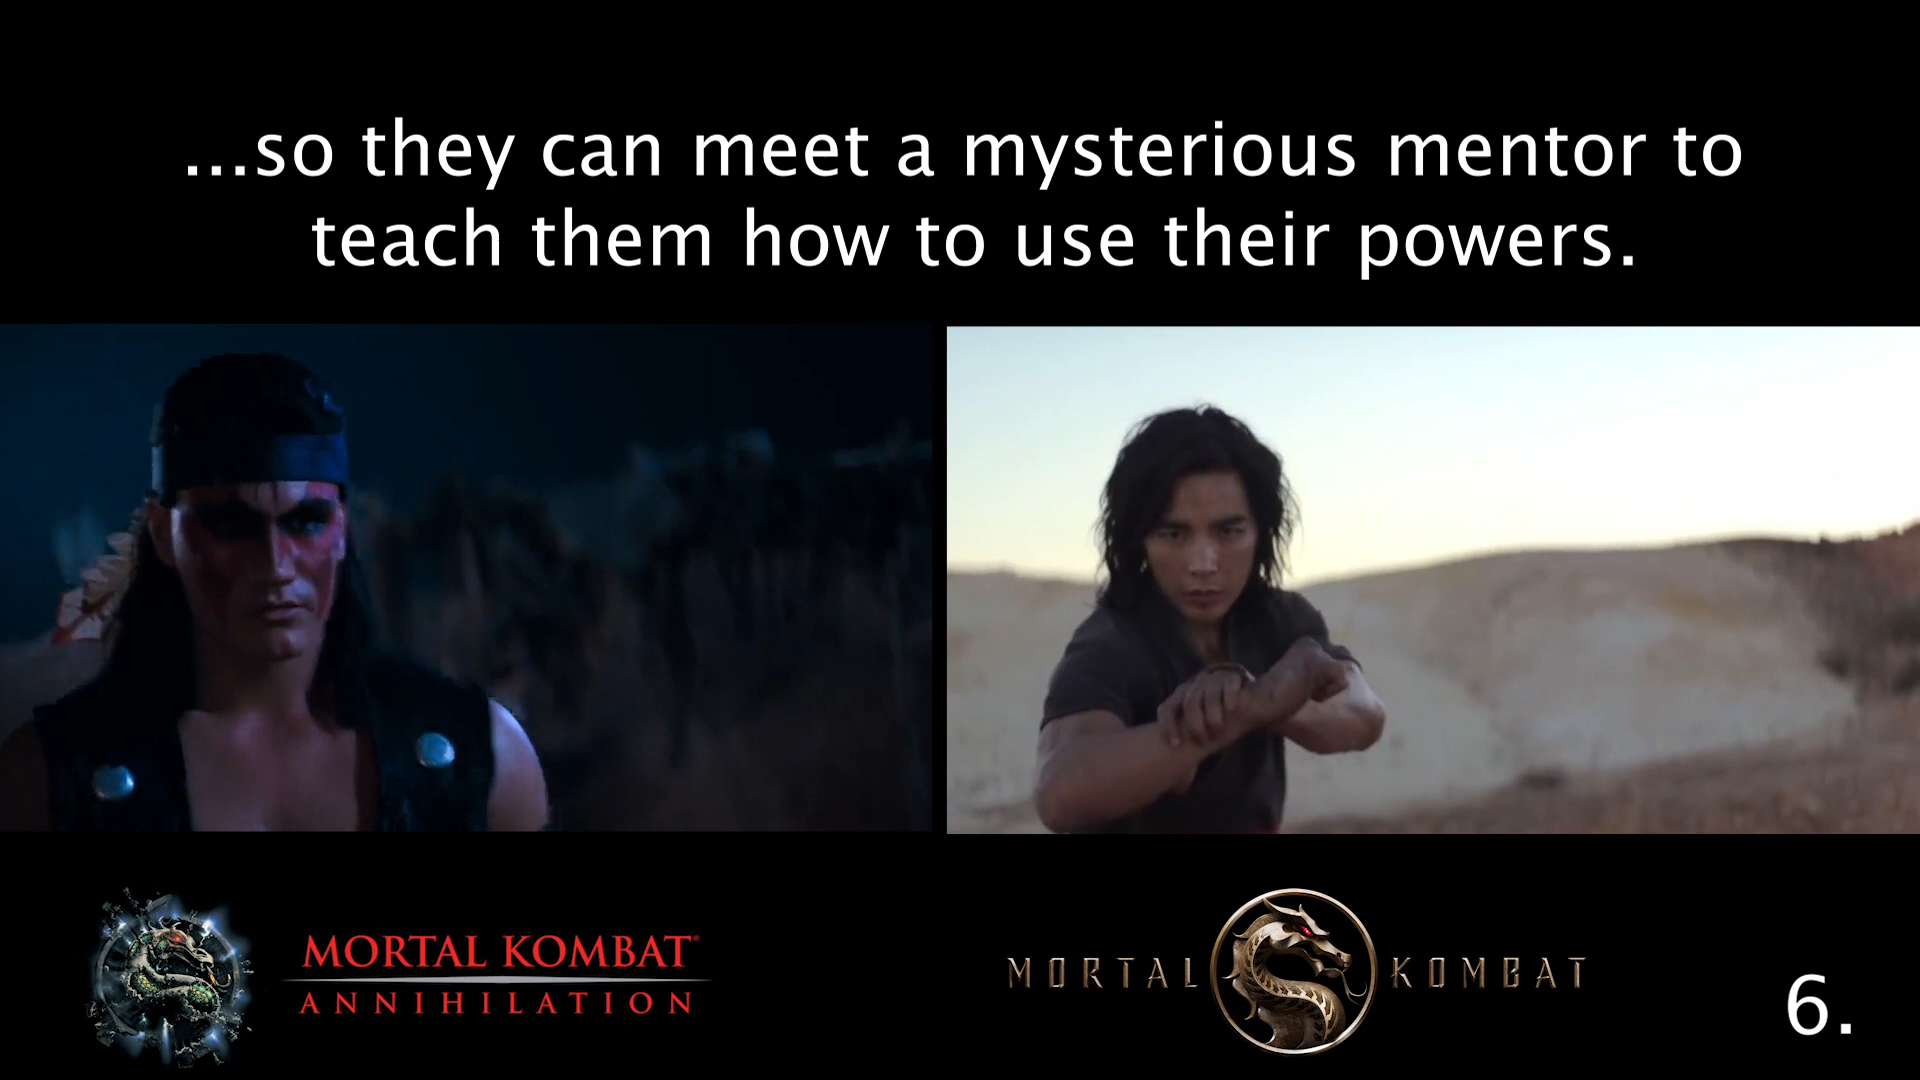 ...so they can meet a mysterious mentor to
teach them how to use their powers.
MORTAL KOMBAT®
ANNIHILATION
MORTAL KOMBAT
6.